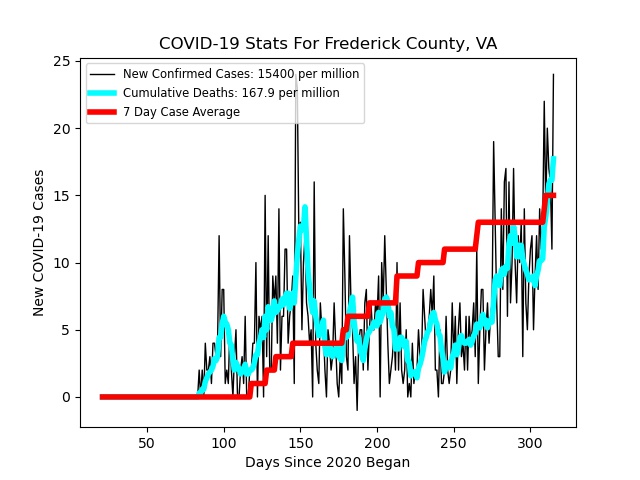 COVID-19 Stats For Frederick County, VA
New Confirmed Cases: 15400 per million
Cumulative Deaths: 167.9 per million
7 Day Case Average
25
20
15
10
5
0
New COVID-19 Cases
50 100 150 200 250 300
Days Since 2020 Began